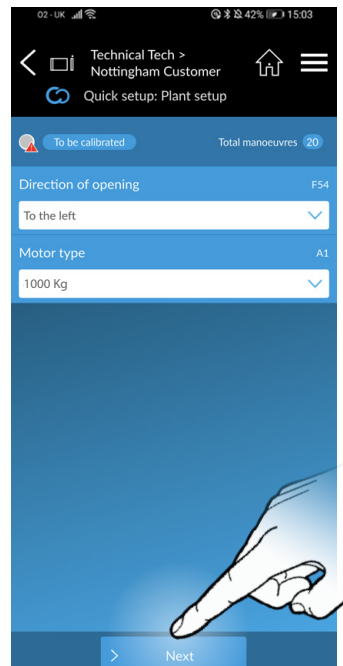 O2 - UK 42% 15:03
Technical Tech >
Nottingham Customer
Quick setup: Plant setup
To be calibrated Total manoeuvres 20
Direction of opening F54
To the left
Motor type A1
1000 Kg
> Next